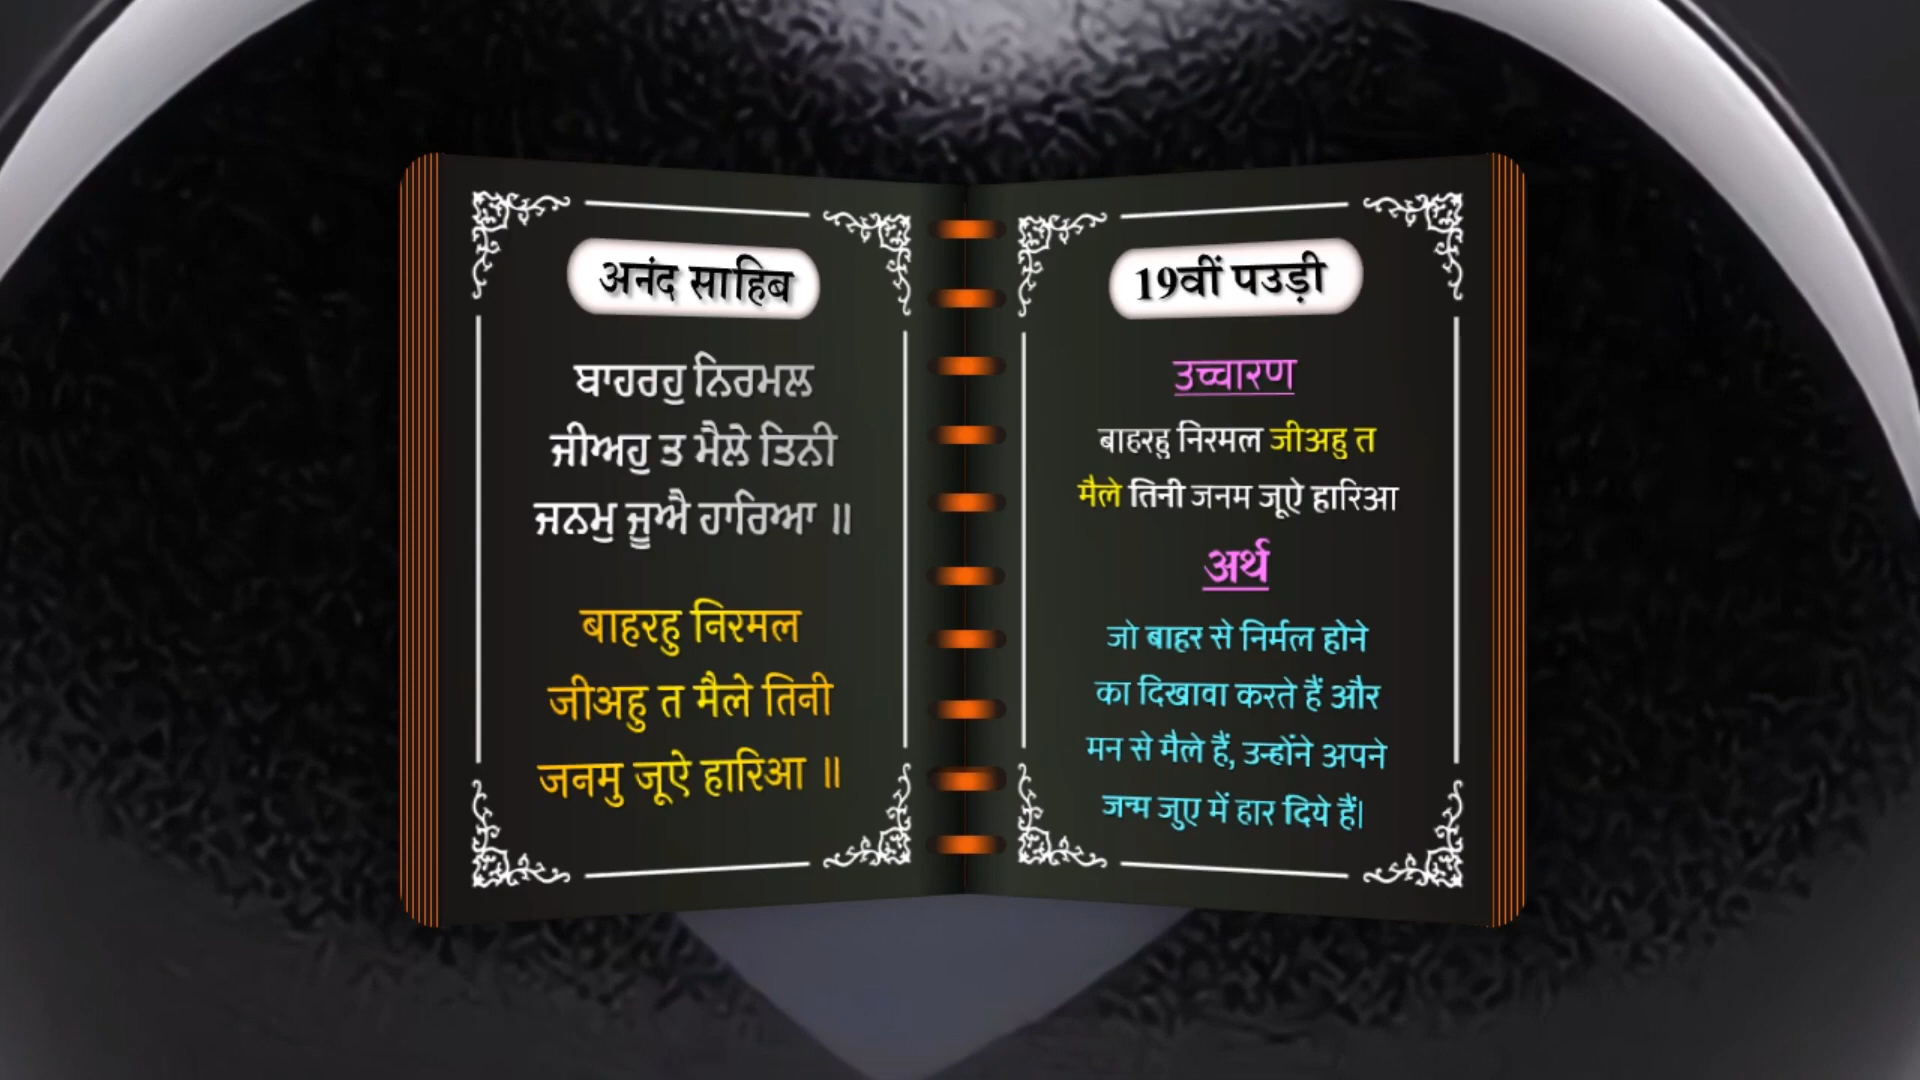 अनंद साहिब
ਬਾਹਰਹੁ ਨਿਰਮਲ
ਜੀਅਹੁ ਤ ਮੈਲੇ ਤਿਨੀ
ਜਨਮੁ ਜੂਐ ਹਾਰਿਆ ॥
बाहरहु निरमल
जीअहु त मैले तिनी
जनमु जूऐ हारिआ ॥
19वीं पउड़ी
उच्चारण
बाहरहु निरमल जीअहु त
मैले तिनी जनम जूऐ हारिआ
अर्थ
जो बाहर से निर्मल होने
का दिखावा करते हैं और
मन से मैले हैं, उन्होंने अपने
जन्म जुए में हार दिये हैं।